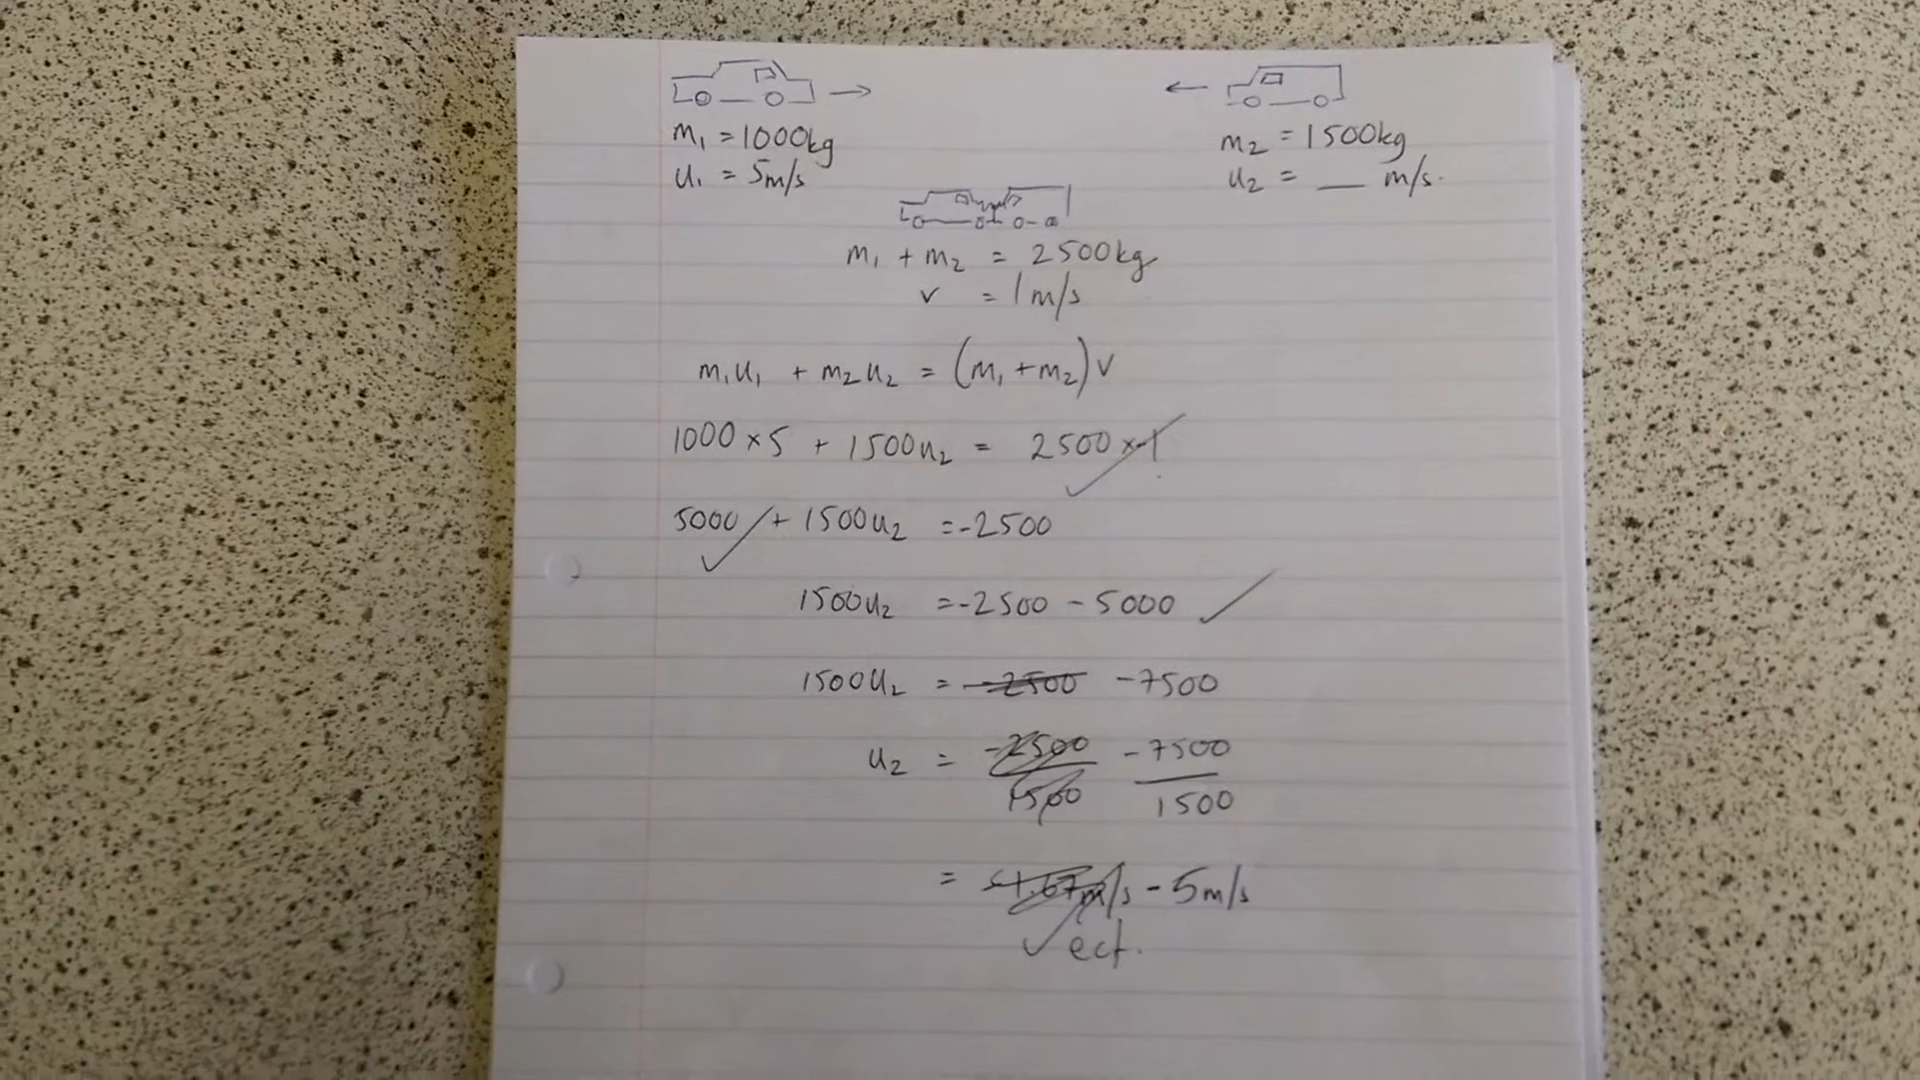 m₁ = 1000kg
u₁ = 5m/s
m₂ = 1500kg
u₂ = __ m/s.
m₁ + m₂ = 2500kg
v = 1m/s
m₁u₁ + m₂u₂ = (m₁ + m₂)v
1000 × 5 + 1500u₂ = 2500 × -1
5000 + 1500u₂ = -2500
1500u₂ = -2500 - 5000
1500u₂ = -2500 -7500
u₂ = -2500/1500 -7500/1500
= -1.67m/s -5m/s
ecf.